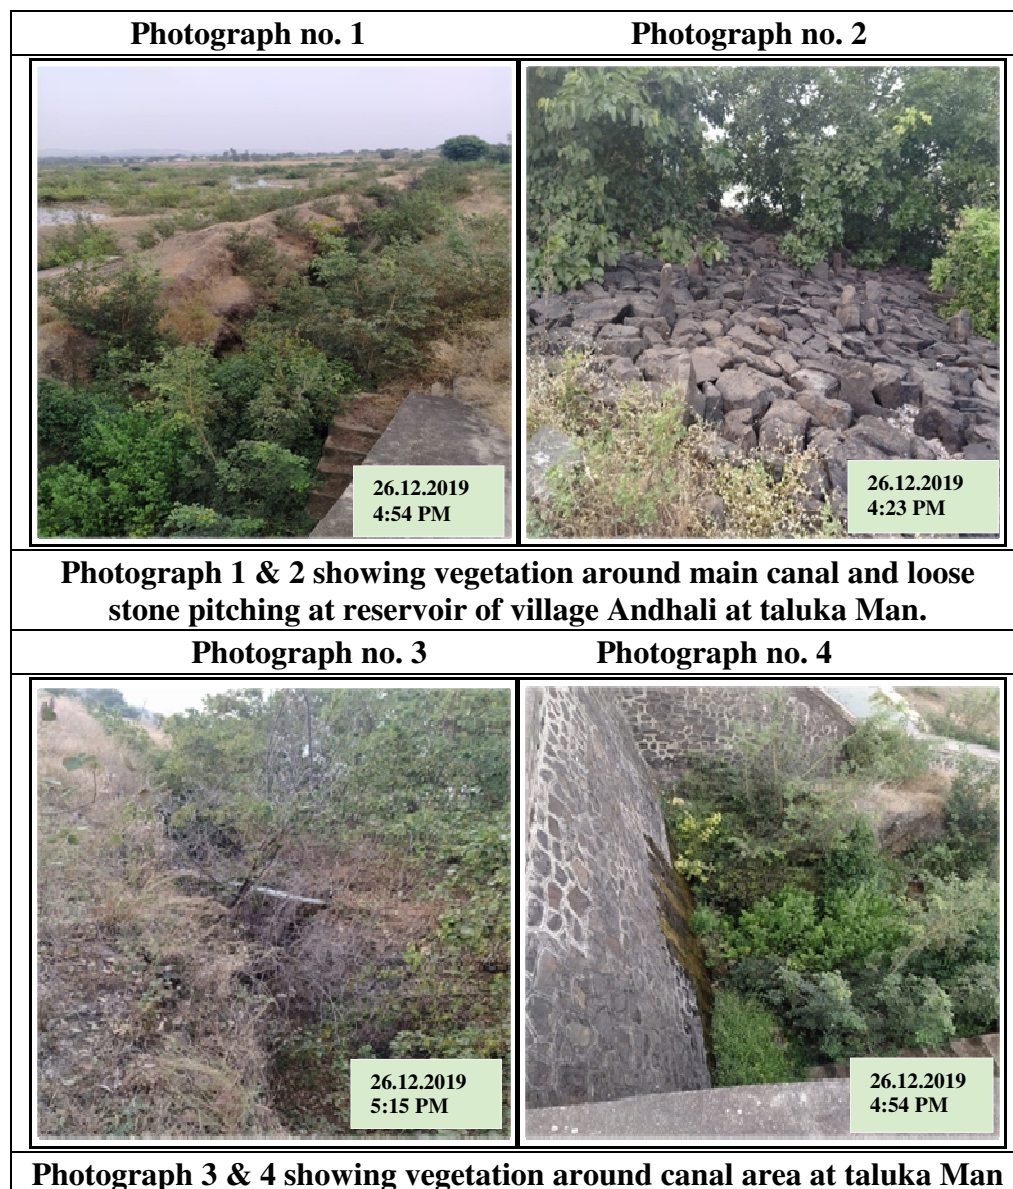 Photograph no. 1
Photograph no. 2
26.12.2019
4:54 PM
26.12.2019
4:23 PM
Photograph 1 & 2 showing vegetation around main canal and loose
stone pitching at reservoir of village Andhali at taluka Man.
Photograph no. 3
Photograph no. 4
26.12.2019
5:15 PM
26.12.2019
4:54 PM
Photograph 3 & 4 showing vegetation around canal area at taluka Man